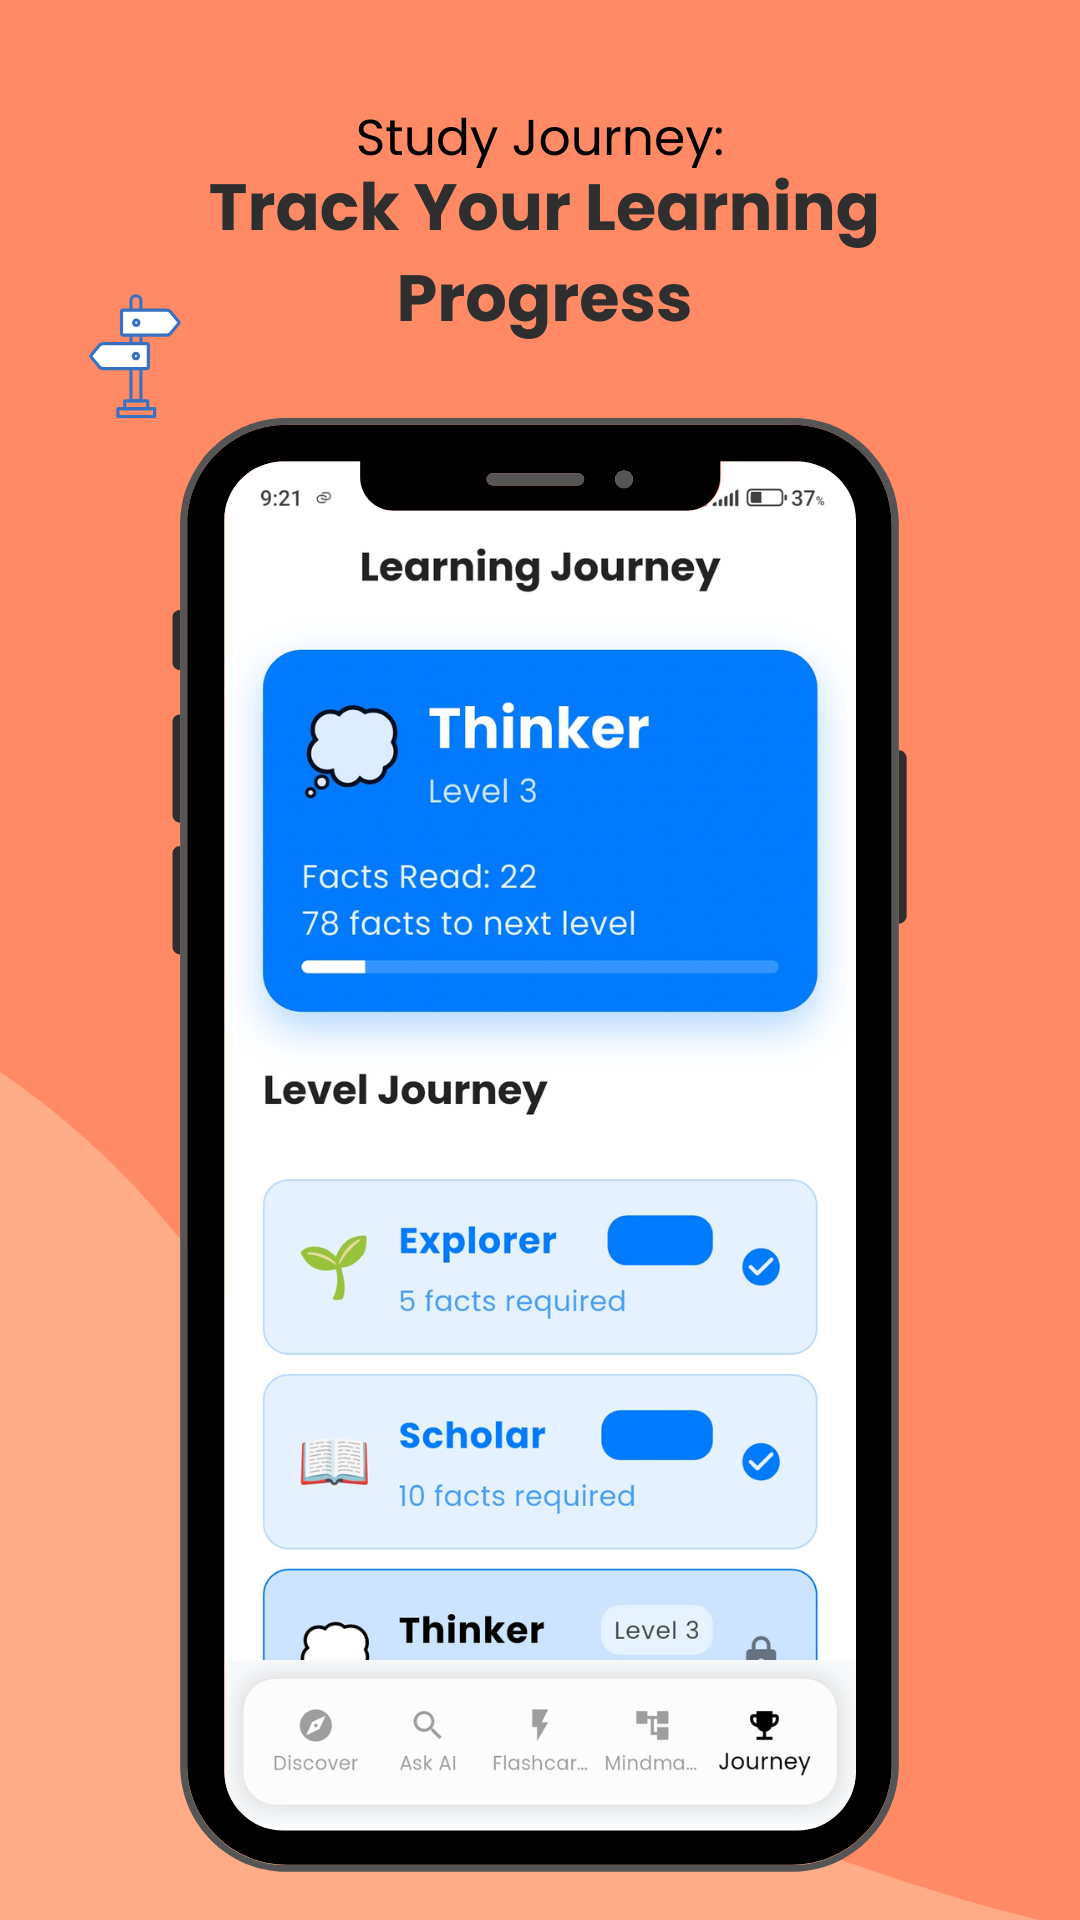 Study Journey:
Track Your Learning
Progress
9:21
37%
Learning Journey
Thinker
Level 3
Facts Read: 22
78 facts to next level
Level Journey
Explorer
5 facts required
Scholar
10 facts required
Thinker
Level 3
Discover
Ask AI
Flashcar...
Mindma...
Journey